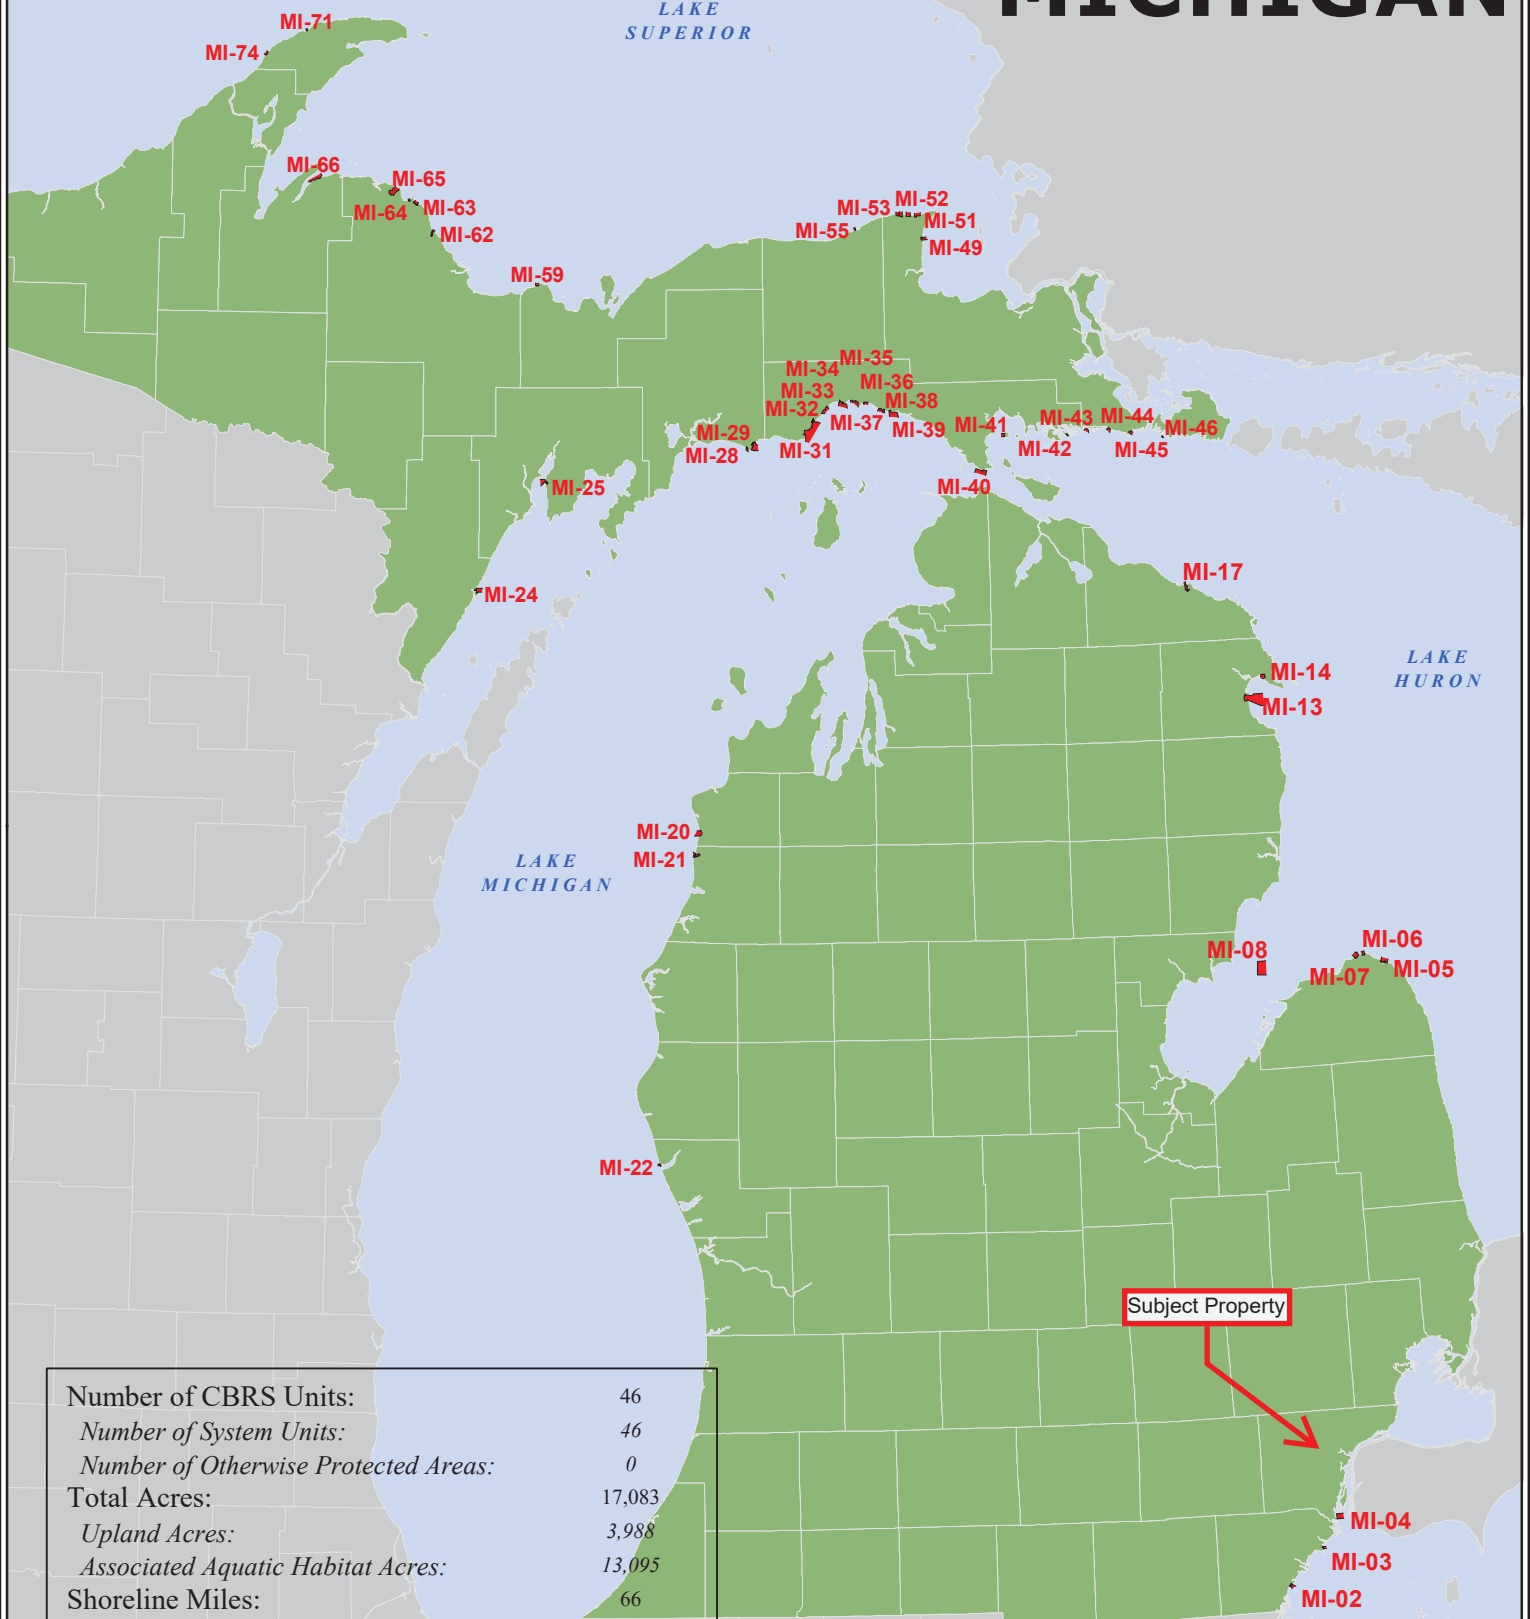 MICHIGAN
LAKE
SUPERIOR
MI-71
MI-74
MI-66
MI-65
MI-64
MI-63
MI-62
MI-59
MI-53
MI-52
MI-55
MI-51
MI-49
MI-35
MI-34
MI-36
MI-33
MI-38
MI-32
MI-37
MI-39
MI-31
MI-29
MI-28
MI-41
MI-43
MI-44
MI-46
MI-42
MI-45
MI-40
MI-25
MI-24
MI-17
LAKE
HURON
MI-14
MI-13
MI-20
MI-21
LAKE
MICHIGAN
MI-08
MI-06
MI-07
MI-05
MI-22
Subject Property
Number of CBRS Units: 46
Number of System Units: 46
Number of Otherwise Protected Areas: 0
Total Acres: 17,083
Upland Acres: 3,988
Associated Aquatic Habitat Acres: 13,095
Shoreline Miles: 66
MI-04
MI-03
MI-02